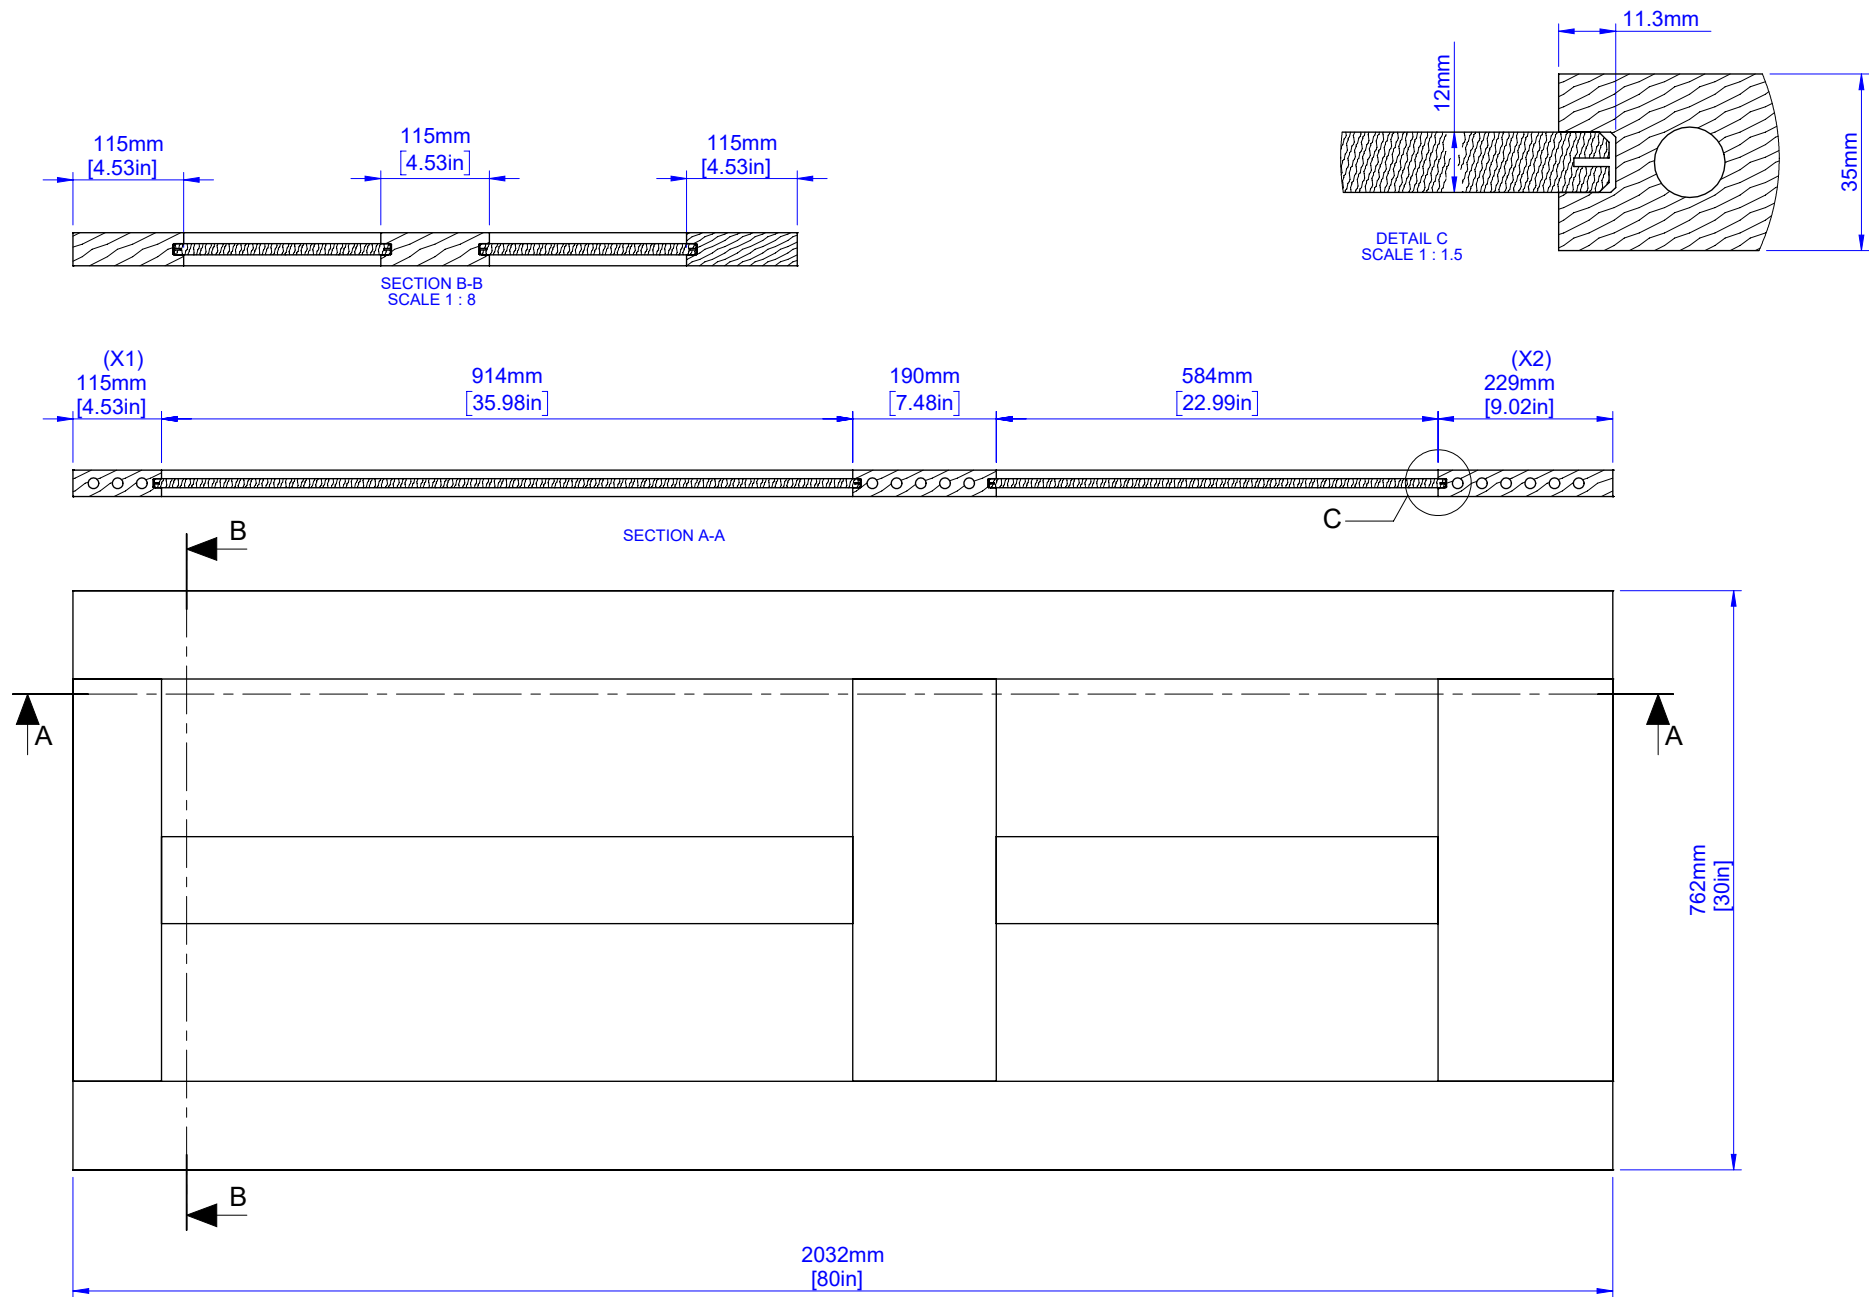 11.3mm
12mm
35mm
DETAIL C
SCALE 1 : 1.5
115mm
[4.53in]
115mm
[4.53in]
115mm
[4.53in]
SECTION B-B
SCALE 1 : 8
(X1)
115mm
[4.53in]
914mm
[35.98in]
190mm
[7.48in]
584mm
[22.99in]
(X2)
229mm
[9.02in]
C
SECTION A-A
B
A
A
762mm
[30in]
B
2032mm
[80in]